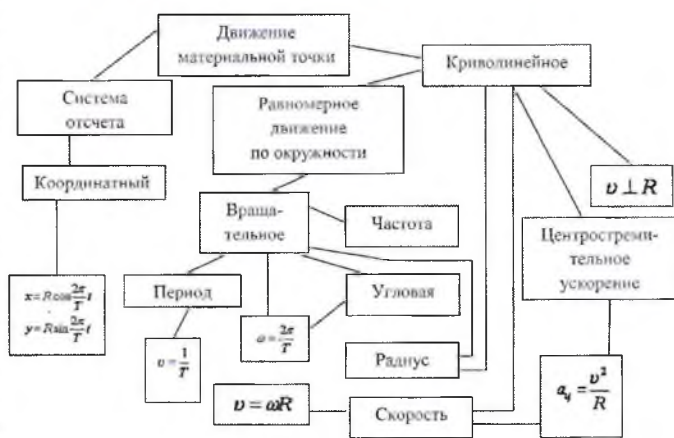 Движение
материальной точки
Криволинейное
Система
отсчета
Равномерное
движение
по окружности
Координатный
υ ⊥ R
Враща-
тельное
Частота
Центростреми-
тельное
ускорение
x = R cos 2π/T t
y = R sin 2π/T t
Период
Угловая
υ = 1/T
ω = 2π/T
Радиус
υ = ωR
Скорость
a_y = υ²/R